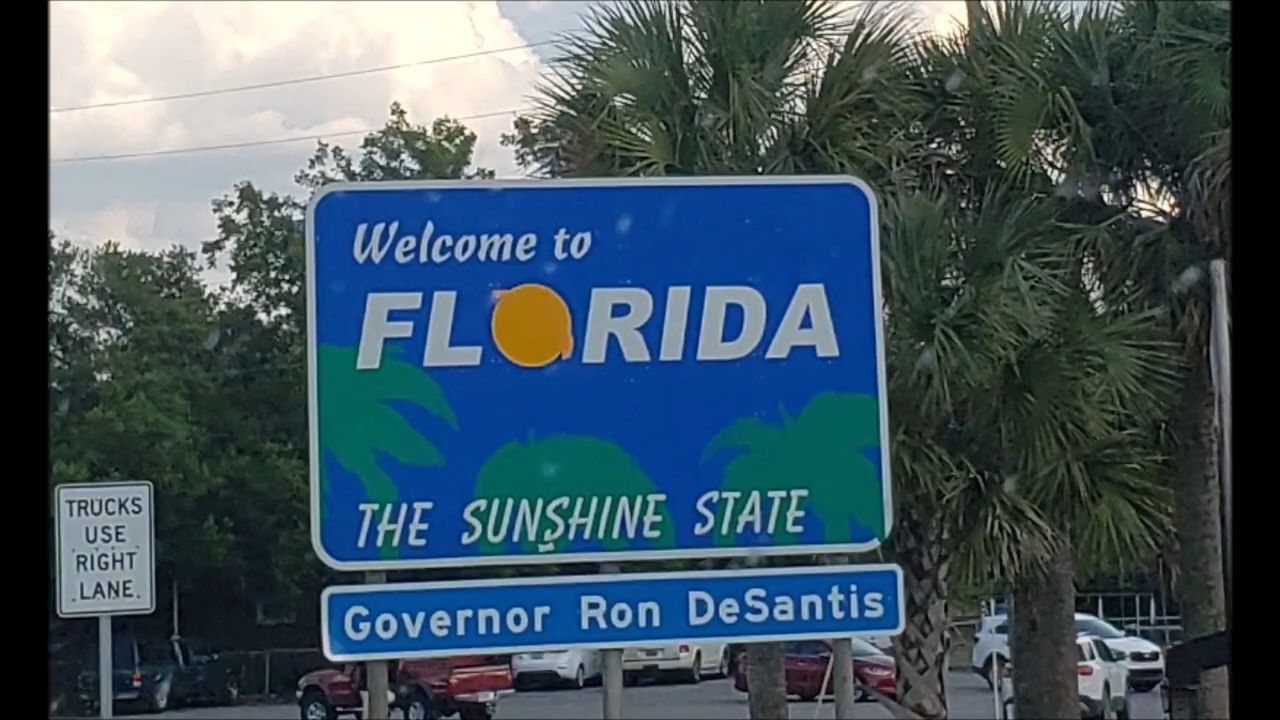 Welcome to
FLORIDA
THE SUNSHINE STATE
Governor Ron DeSantis
TRUCKS
USE
RIGHT
LANE